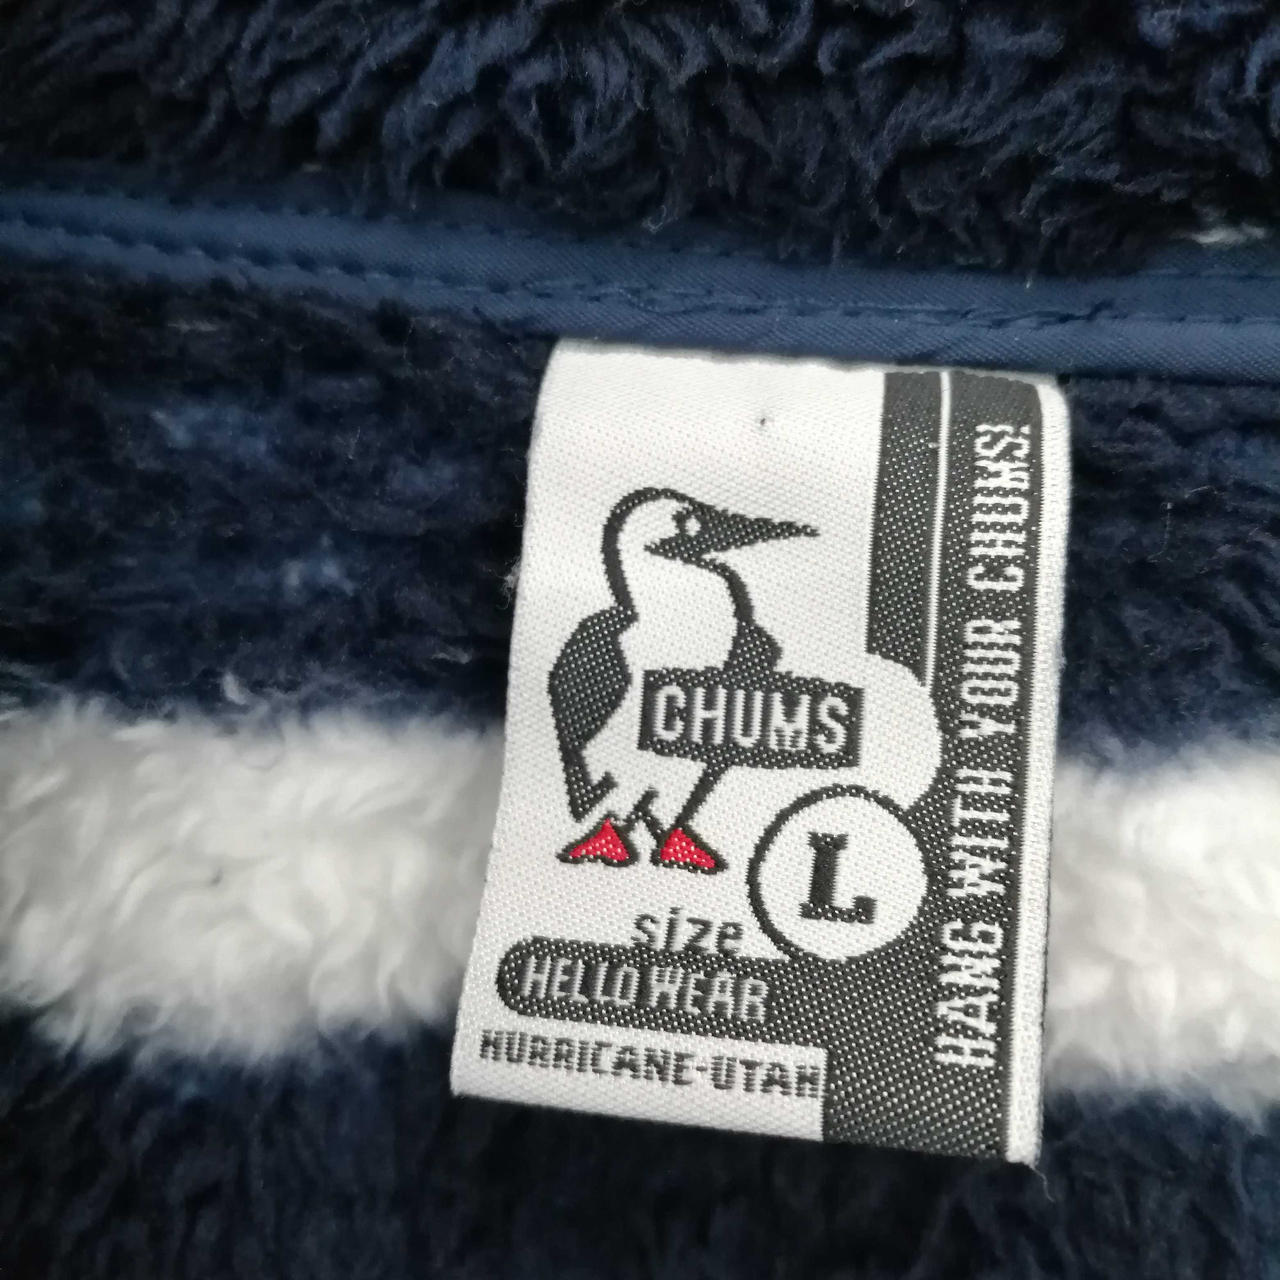 CHUMS
L
size
HELLO WEAR
HURRICANE-UTAH
HANG WITH YOUR CHUMS!